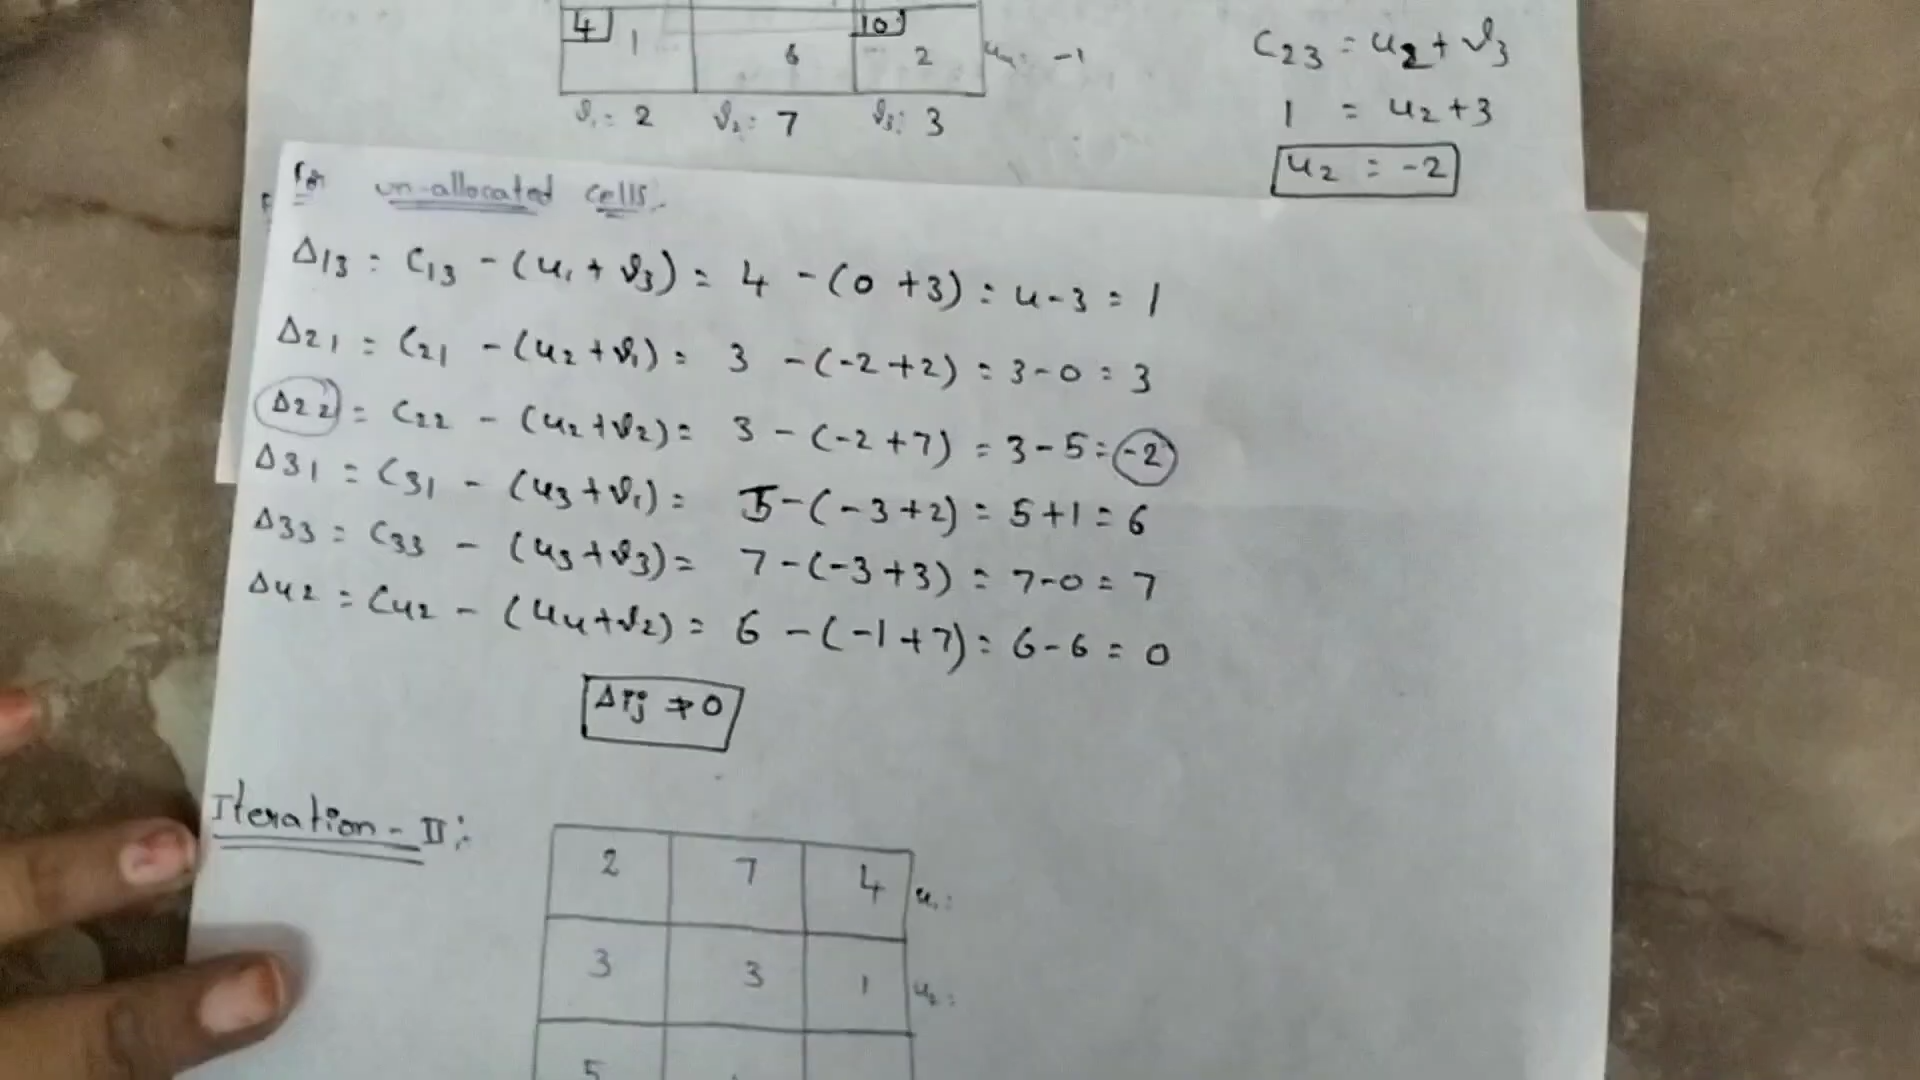 4 1 6 10 2 u4 = -1
v1 = 2 v2 = 7 v3 = 3
C23 = u2 + v3
1 = u2 + 3
u2 = -2
For un-allocated cells.
Δ13 = C13 - (u1 + v3) = 4 - (0 + 3) = 4 - 3 = 1
Δ21 = C21 - (u2 + v1) = 3 - (-2 + 2) = 3 - 0 = 3
Δ22 = C22 - (u2 + v2) = 3 - (-2 + 7) = 3 - 5 = -2
Δ31 = C31 - (u3 + v1) = 5 - (-3 + 2) = 5 + 1 = 6
Δ33 = C33 - (u3 + v3) = 7 - (-3 + 3) = 7 - 0 = 7
Δ42 = C42 - (u4 + v2) = 6 - (-1 + 7) = 6 - 6 = 0
Iteration - II :
2 7 4 u1 =
3 3 1 u2 =
5